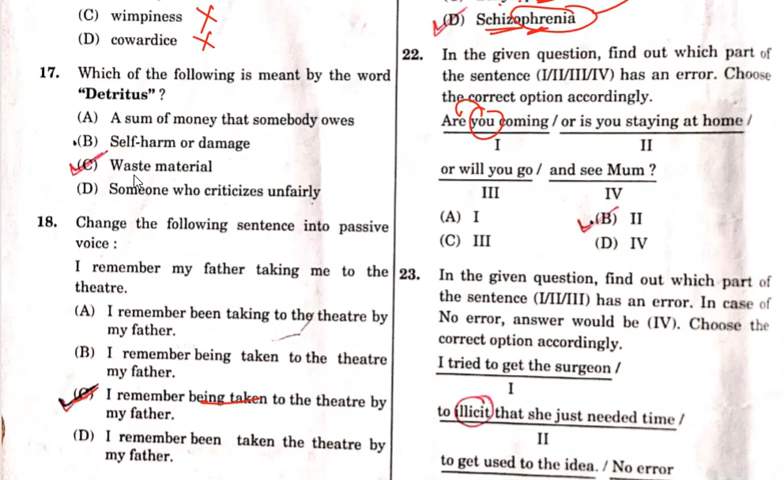 (C) wimpiness
(D) cowardice
17. Which of the following is meant by the word
“Detritus” ?
(A) A sum of money that somebody owes
(B) Self-harm or damage
(C) Waste material
(D) Someone who criticizes unfairly
18. Change the following sentence into passive
voice :
I remember my father taking me to the
theatre.
(A) I remember been taking to the theatre by
my father.
(B) I remember being taken to the theatre
my father.
I remember being taken to the theatre by
my father.
(D) I remember been taken the theatre by
my father.
(D) Schizophrenia
22. In the given question, find out which part of
the sentence (I/II/III/IV) has an error. Choose
the correct option accordingly.
Are you coming / or is you staying at home /
I II
or will you go / and see Mum ?
III IV
(A) I (B) II
(C) III (D) IV
23. In the given question, find out which part of
the sentence (I/II/III) has an error. In case of
No error, answer would be (IV). Choose the
correct option accordingly.
I tried to get the surgeon /
I
to illicit that she just needed time /
II
to get used to the idea. / No error